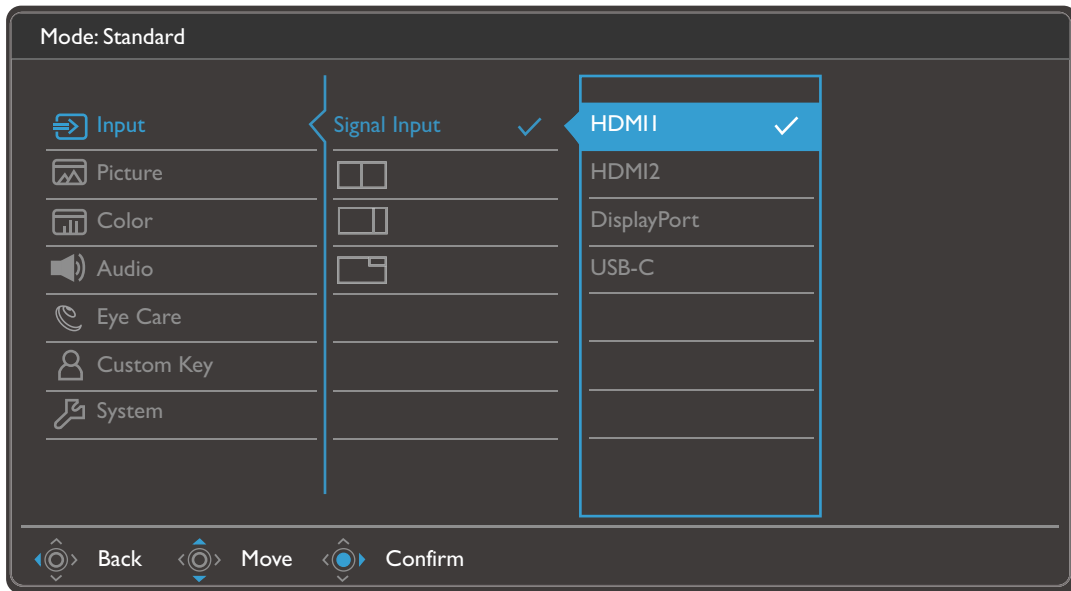 Mode: Standard
Input
Signal Input
HDMI1
Picture
HDMI2
Color
DisplayPort
Audio
USB-C
Eye Care
Custom Key
System
Back
Move
Confirm